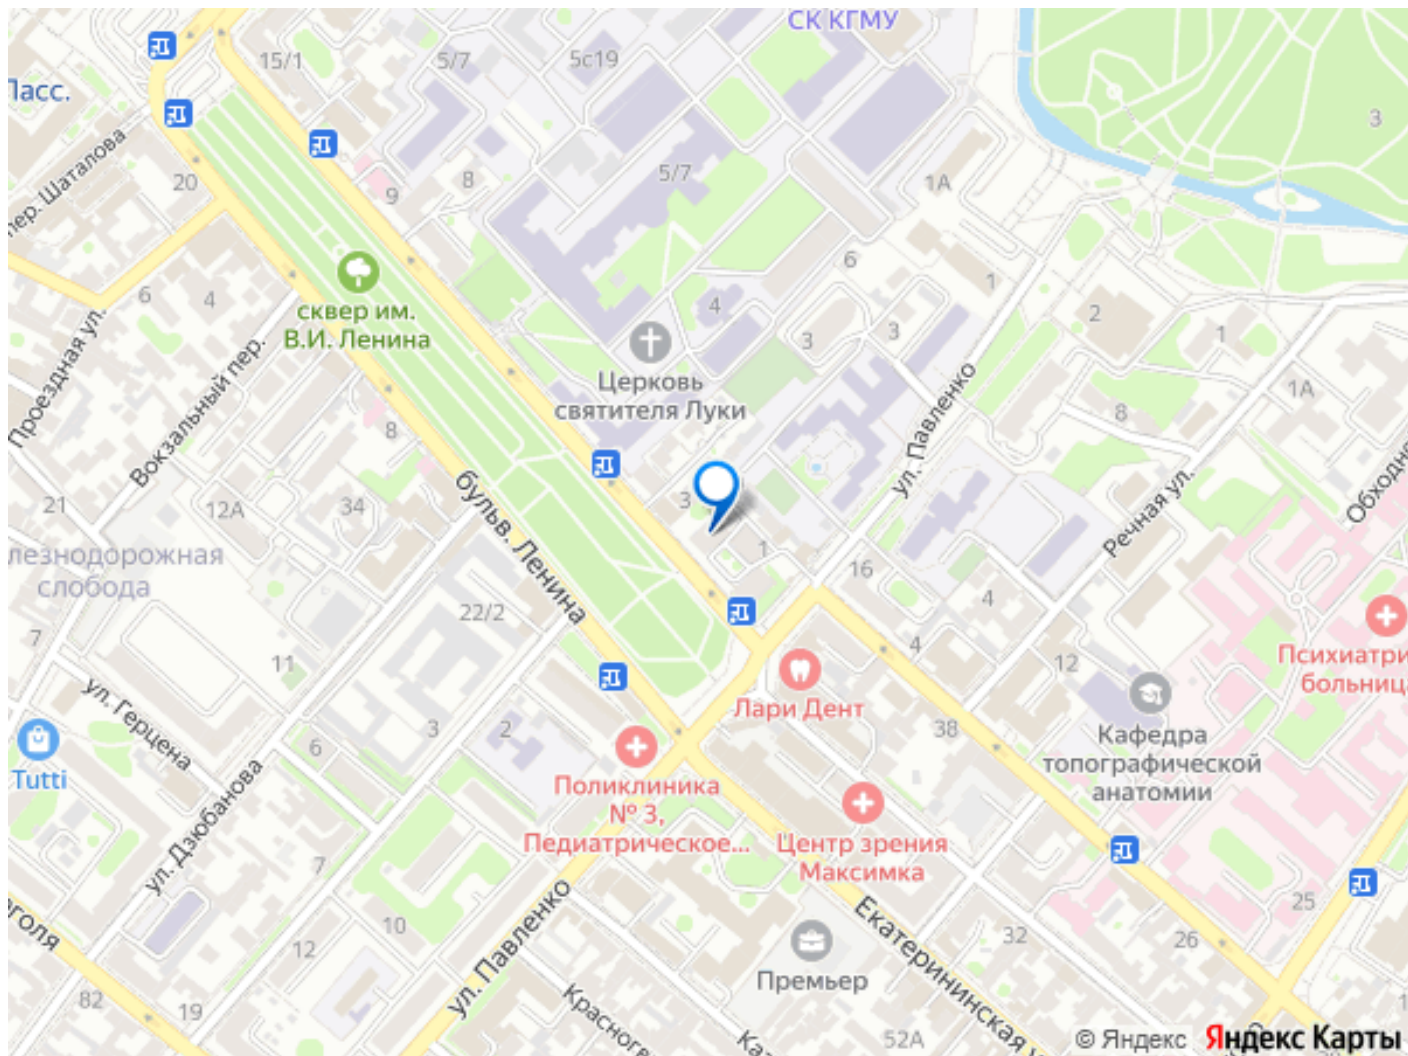 СК КГМУ
15/1
5/7
5с19
Пасс.
3
пер. Шаталова
20
9
8
5/7
1А
6
1
4
сквер им.
В.И. Ленина
6
4
Проездная ул.
Вокзальный пер.
Церковь
святителя Луки
3
3
2
1
1А
8
8
ул. Павленко
Речная ул.
21
12А
34
бульв. Ленина
3
1
16
4
4
12
38
22/2
7
11
ул. Герцена
3
2
6
Tutti
ул. Дзюбанова
7
Лари Дент
Поликлиника
№ 3,
Педиатрическое...
Центр зрения
Максимка
Кафедра
топографической
анатомии
слобода
25
26
32
10
12
19
82
ул. Павленко
Екатерининская
Премьер
52А
© Яндекс
Яндекс Карты